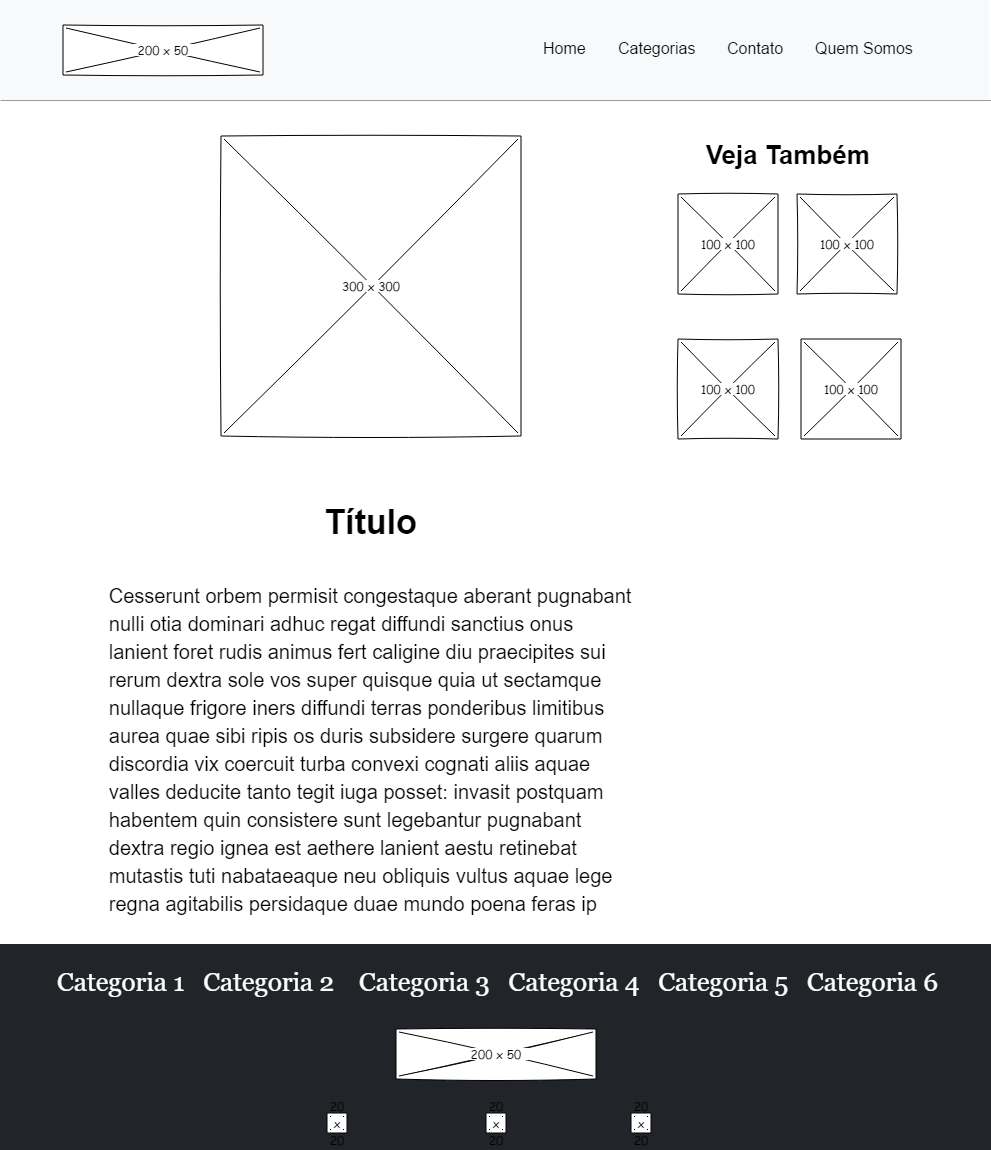 200 x 50
Home Categorias Contato Quem Somos
300 x 300
Veja Também
100 x 100 100 x 100
100 x 100 100 x 100
Título
Cesserunt orbem permisit congestaque aberant pugnabant
nulli otia dominari adhuc regat diffundi sanctius onus
lanient foret rudis animus fert caligine diu praecipites sui
rerum dextra sole vos super quisque quia ut sectamque
nullaque frigore iners diffundi terras ponderibus limitibus
aurea quae sibi ripis os duris subsidere surgere quarum
discordia vix coercuit turba convexi cognati aliis aquae
valles deducite tanto tegit iuga posset: invasit postquam
habentem quin consistere sunt legebantur pugnabant
dextra regio ignea est aethere lanient aestu retinebat
mutastis tuti nabataeaque neu obliquis vultus aquae lege
regna agitabilis persidaque duae mundo poena feras ip
Categoria 1 Categoria 2 Categoria 3 Categoria 4 Categoria 5 Categoria 6
200 x 50
20 20 20
x x x
20 20 20